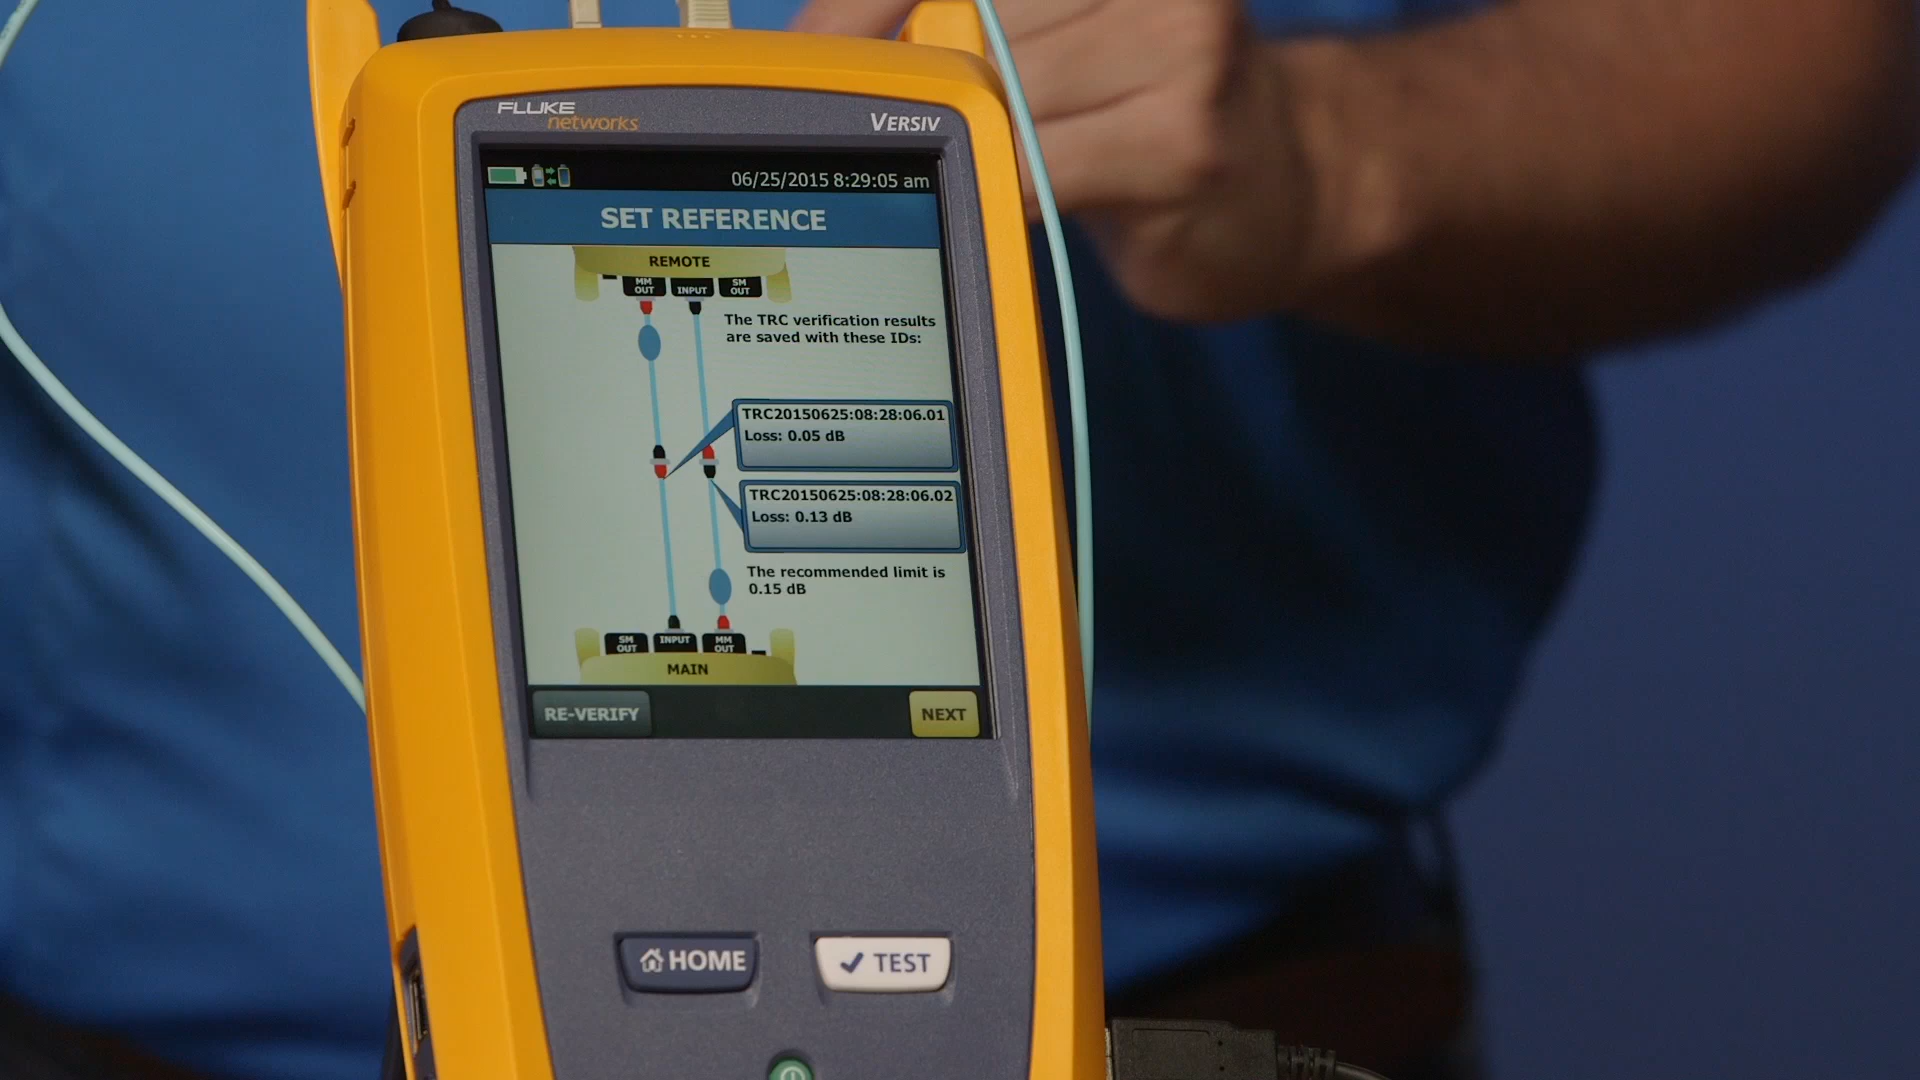 FLUKE
networks
VERSIV
06/25/2015 8:29:05 am
SET REFERENCE
REMOTE
MM OUT
INPUT
SM OUT
The TRC verification results
are saved with these IDs:
TRC20150625:08:28:06.01
Loss: 0.05 dB
TRC20150625:08:28:06.02
Loss: 0.13 dB
The recommended limit is
0.15 dB
SM OUT
INPUT
MM OUT
MAIN
RE-VERIFY
NEXT
HOME
TEST